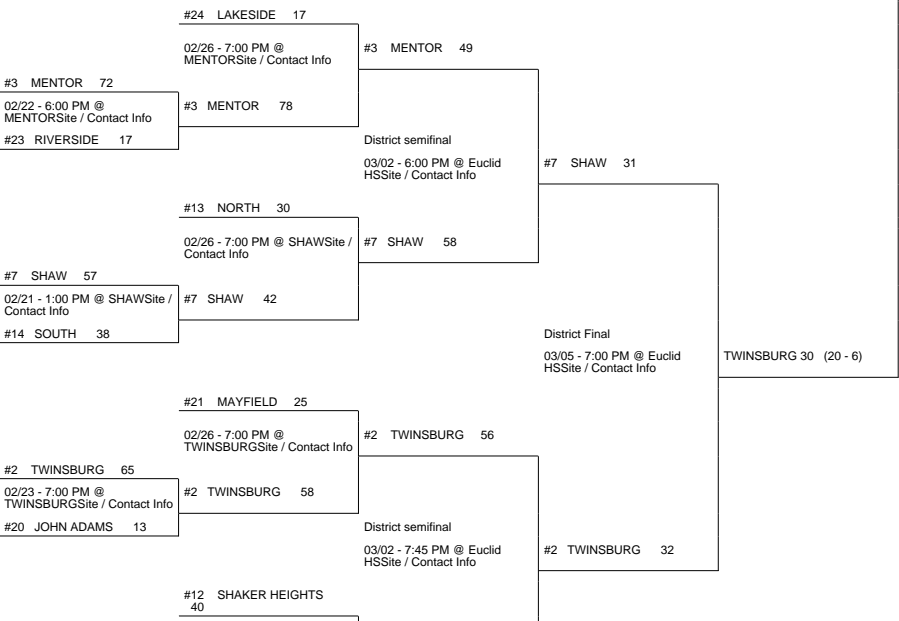 #24 LAKESIDE 17
02/26 - 7:00 PM @
MENTORSite / Contact Info
#3 MENTOR 49
#3 MENTOR 72
02/22 - 6:00 PM @
MENTORSite / Contact Info
#3 MENTOR 78
#23 RIVERSIDE 17
District semifinal
03/02 - 6:00 PM @ Euclid
HSSite / Contact Info
#7 SHAW 31
#13 NORTH 30
02/26 - 7:00 PM @ SHAWSite /
Contact Info
#7 SHAW 58
#7 SHAW 57
02/21 - 1:00 PM @ SHAWSite /
Contact Info
#7 SHAW 42
#14 SOUTH 38
District Final
03/05 - 7:00 PM @ Euclid
HSSite / Contact Info
TWINSBURG 30 (20 - 6)
#21 MAYFIELD 25
02/26 - 7:00 PM @
TWINSBURGSite / Contact Info
#2 TWINSBURG 56
#2 TWINSBURG 65
02/23 - 7:00 PM @
TWINSBURGSite / Contact Info
#2 TWINSBURG 58
#20 JOHN ADAMS 13
District semifinal
03/02 - 7:45 PM @ Euclid
HSSite / Contact Info
#2 TWINSBURG 32
#12 SHAKER HEIGHTS
40